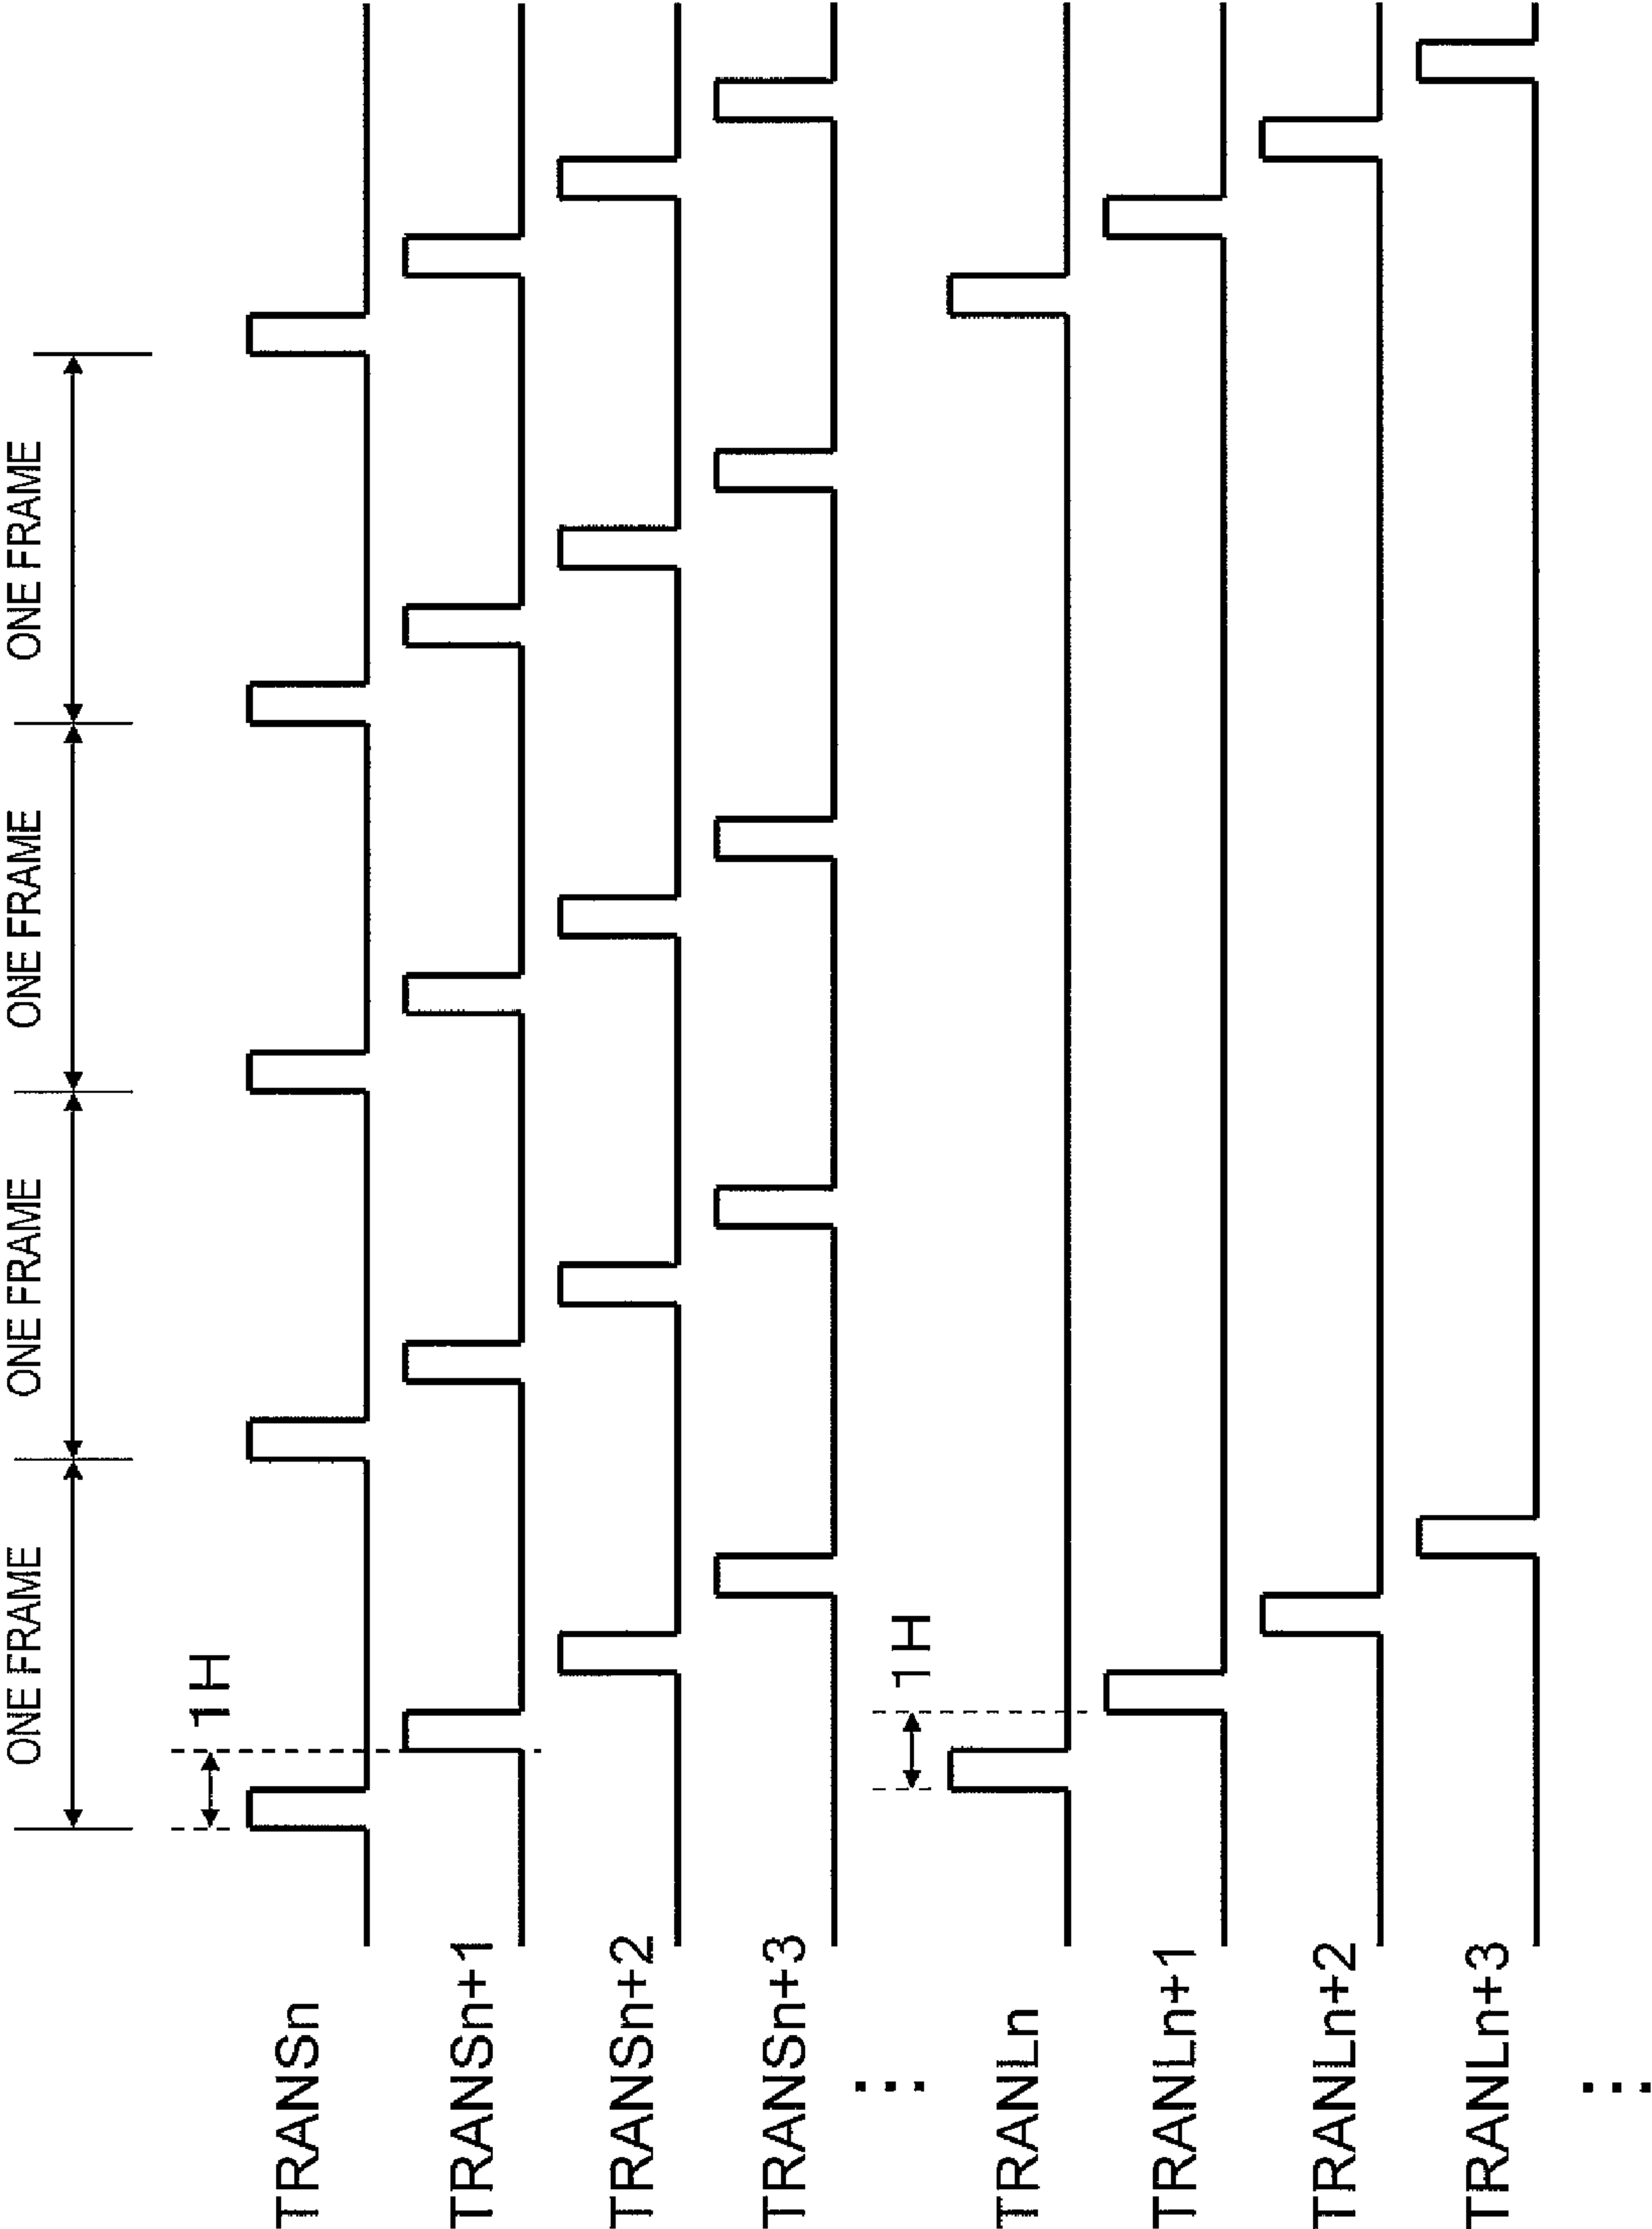 ONE FRAME ONE FRAME ONE FRAME ONE FRAME
1H
TRANSn
TRANSn+1
TRANSn+2
TRANSn+3
⋮
1H
TRANLn
TRANLn+1
TRANLn+2
TRANLn+3
⋮